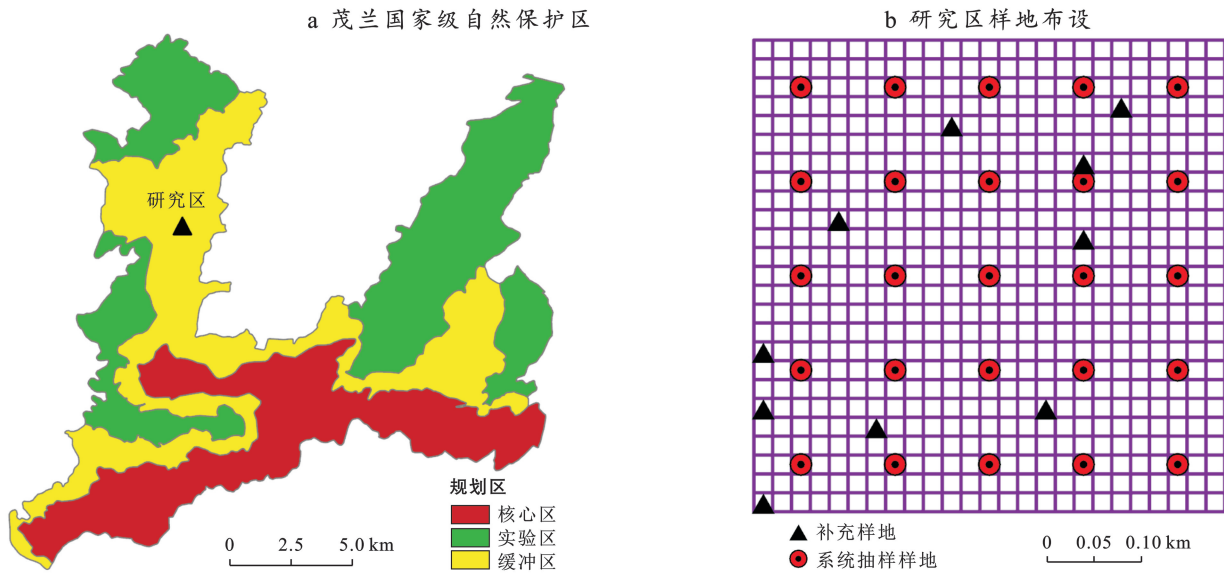 a 茂兰国家级自然保护区
b 研究区样地布设
研究区
规划区
核心区
实验区
缓冲区
0 2.5 5.0 km
补充样地
系统抽样样地
0 0.05 0.10 km